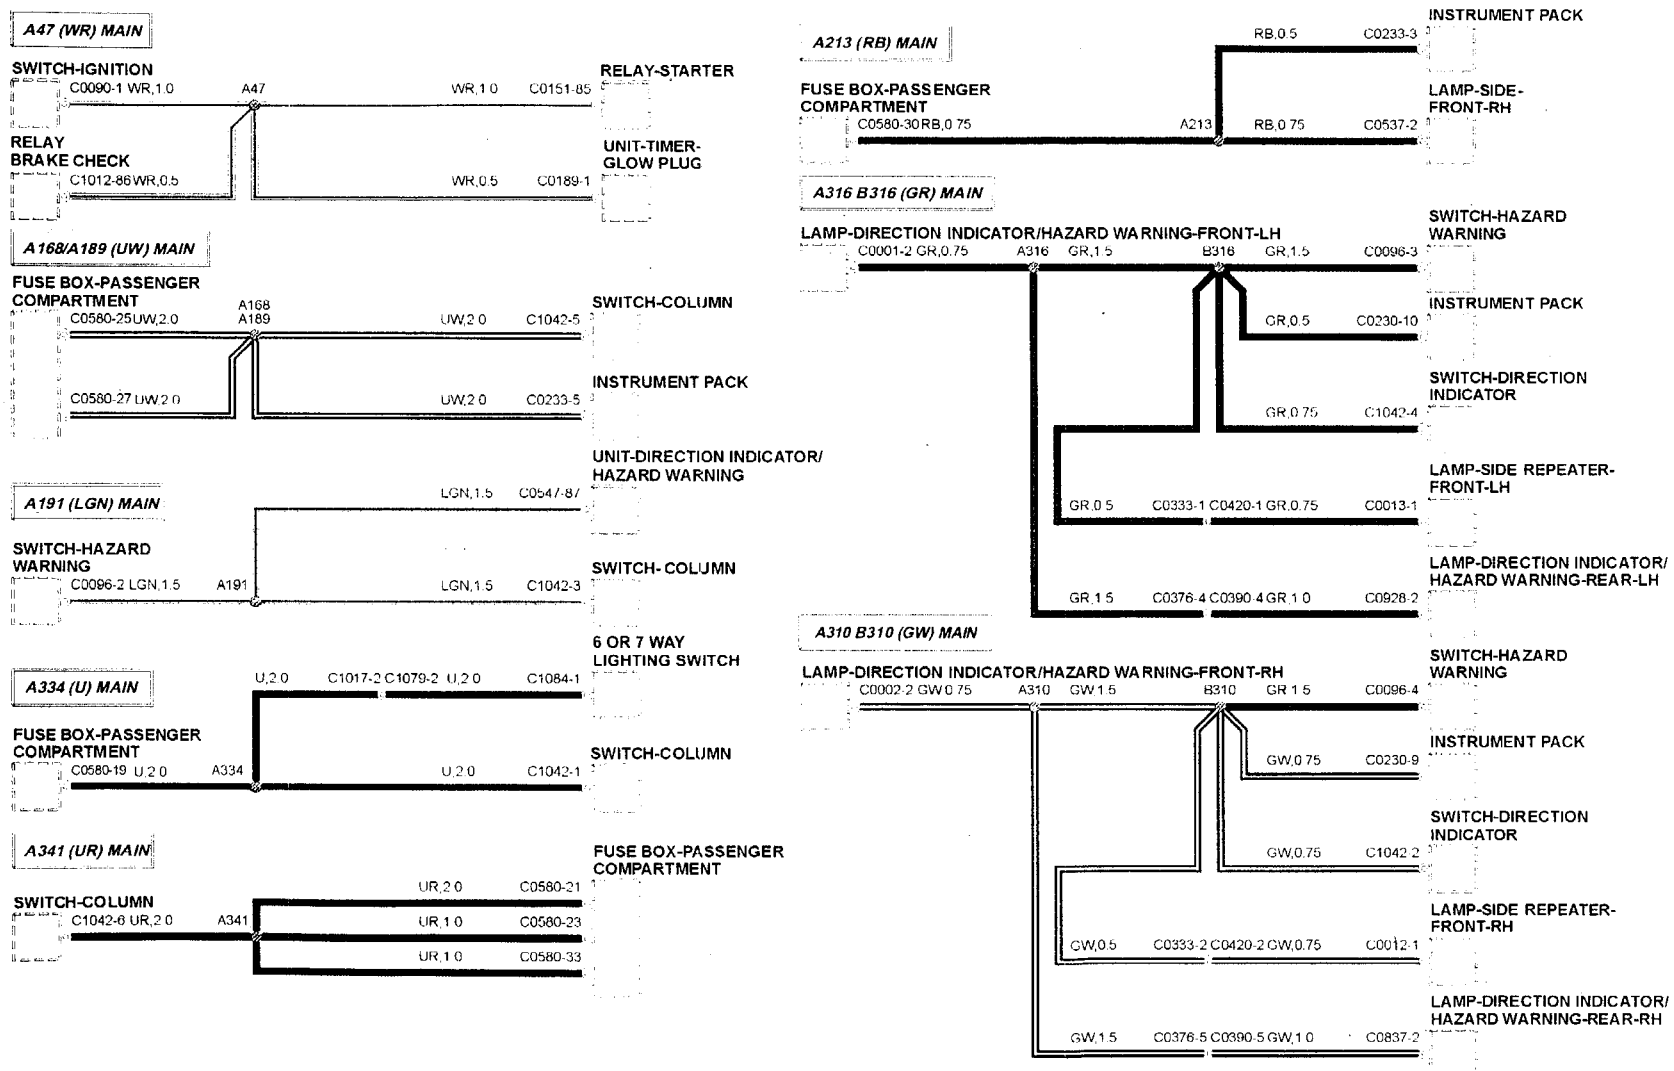 A47 (WR) MAIN
SWITCH-IGNITION
C0090-1 WR,1.0 A47 WR,1 0 C0151-85
RELAY-STARTER
RELAY
BRAKE CHECK
C1012-86 WR,0.5 WR,0.5 C0189-1
UNIT-TIMER-
GLOW PLUG
A168/A189 (UW) MAIN
FUSE BOX-PASSENGER
COMPARTMENT
C0580-25 UW,2.0 A168
A189 UW,2 0 C1042-5
SWITCH-COLUMN
C0580-27 UW,2 0 UW,2 0 C0233-5
INSTRUMENT PACK
A191 (LGN) MAIN
UNIT-DIRECTION INDICATOR/
HAZARD WARNING
LGN,1.5 C0547-87
SWITCH-HAZARD
WARNING
C0096-2 LGN,1.5 A191 LGN,1.5 C1042-3
SWITCH- COLUMN
A334 (U) MAIN
6 OR 7 WAY
LIGHTING SWITCH
U,2 0 C1017-2 C1079-2 U,2 0 C1084-1
FUSE BOX-PASSENGER
COMPARTMENT
C0580-19 U,2 0 A334 U,2.0 C1042-1
SWITCH-COLUMN
A341 (UR) MAIN
FUSE BOX-PASSENGER
COMPARTMENT
UR,2 0 C0580-21
SWITCH-COLUMN
C1042-6 UR,2 0 A341 UR,1 0 C0580-23
UR,1 0 C0580-33
A213 (RB) MAIN
INSTRUMENT PACK
RB,0.5 C0233-3
FUSE BOX-PASSENGER
COMPARTMENT
C0580-30 RB,0 75 A213 RB,0.75 C0537-2
LAMP-SIDE-
FRONT-RH
A316 B316 (GR) MAIN
LAMP-DIRECTION INDICATOR/HAZARD WARNING-FRONT-LH
C0001-2 GR,0.75 A316 GR,1.5 B316 GR,1.5 C0096-3
SWITCH-HAZARD
WARNING
INSTRUMENT PACK
GR,0.5 C0230-10
SWITCH-DIRECTION
INDICATOR
GR,0 75 C1042-4
LAMP-SIDE REPEATER-
FRONT-LH
GR,0 5 C0333-1 C0420-1 GR,0.75 C0013-1
LAMP-DIRECTION INDICATOR/
HAZARD WARNING-REAR-LH
GR,1 5 C0376-4 C0390-4 GR,1 0 C0928-2
A310 B310 (GW) MAIN
LAMP-DIRECTION INDICATOR/HAZARD WARNING-FRONT-RH
C0002-2 GW 0 75 A310 GW,1.5 B310 GR 1 5 C0096-4
SWITCH-HAZARD
WARNING
INSTRUMENT PACK
GW,0 75 C0230-9
SWITCH-DIRECTION
INDICATOR
GW,0.75 C1042-2
LAMP-SIDE REPEATER-
FRONT-RH
GW,0.5 C0333-2 C0420-2 GW,0.75 C0012-1
LAMP-DIRECTION INDICATOR/
HAZARD WARNING-REAR-RH
GW,1.5 C0376-5 C0390-5 GW,1 0 C0837-2